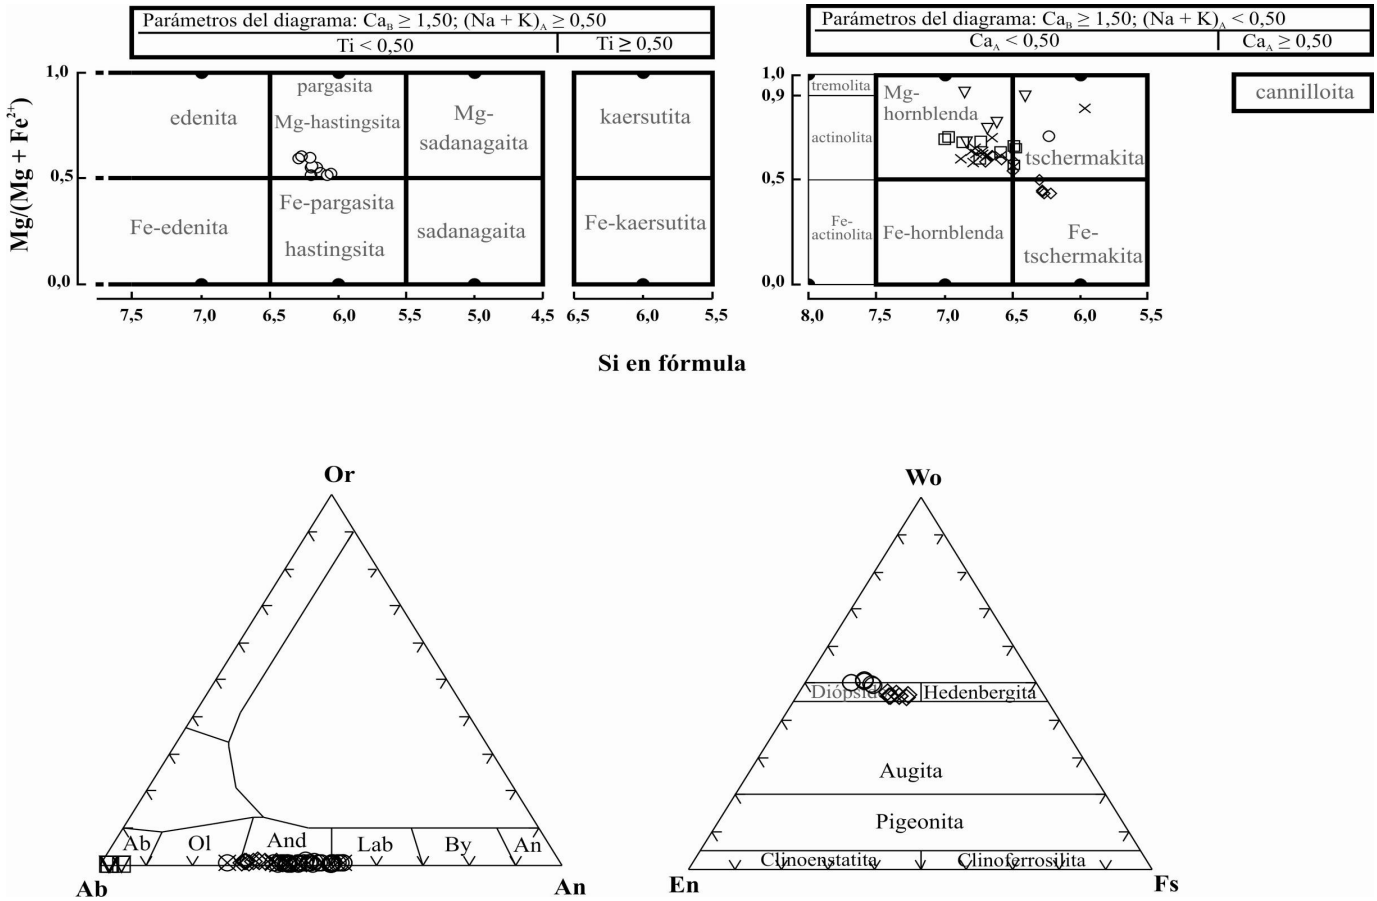 Parámetros del diagrama: Ca_B ≥ 1,50; (Na + K)_A ≥ 0,50
Ti < 0,50 Ti ≥ 0,50
Parámetros del diagrama: Ca_B ≥ 1,50; (Na + K)_A < 0,50
Ca_A < 0,50 Ca_A ≥ 0,50
Mg/(Mg + Fe²⁺)
1,0
0,5
0,0
edenita
pargasita
Mg-hastingsita
Mg-
sadanagaita
kaersutita
Fe-edenita
Fe-pargasita
hastingsita
sadanagaita
Fe-kaersutita
7,5 7,0 6,5 6,0 5,5 5,0 4,5
6,5 6,0 5,5
1,0
0,9
0,5
0,0
tremolita
actinolita
Fe-
actinolita
Mg-
hornblenda
tschermakita
Fe-hornblenda
Fe-
tschermakita
cannilloita
8,0 7,5 7,0 6,5 6,0 5,5
Si en fórmula
Or
Ab Ol And Lab By An
Ab An
Wo
Diópsido Hedenbergita
Augita
Pigeonita
Clinoenstatita Clinoferrosilita
En Fs